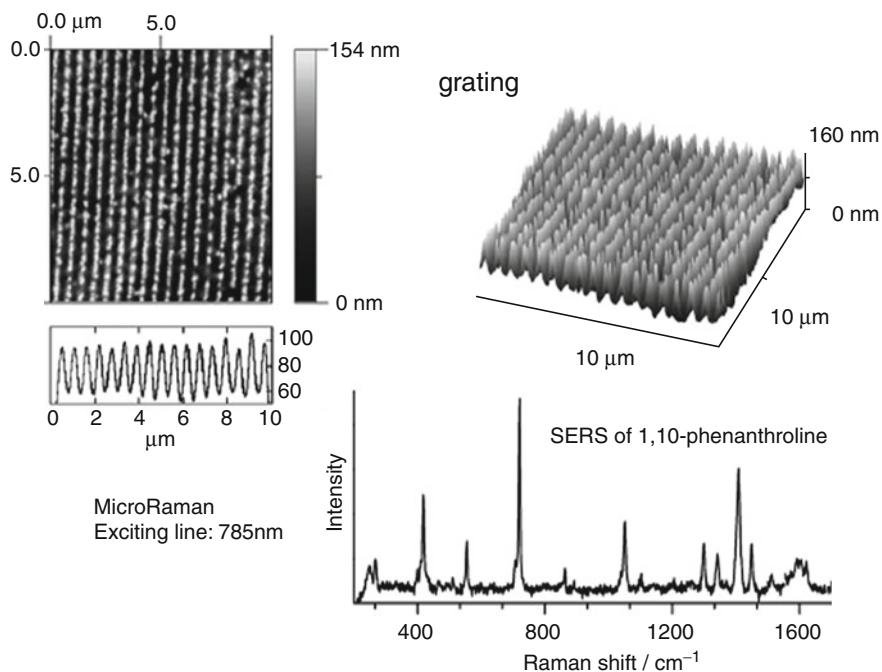 0.0 μm 5.0
0.0
154 nm
5.0
0 nm
grating
160 nm
0 nm
10 μm
10 μm
100
80
60
0 2 4 6 8 10
μm
MicroRaman
Exciting line: 785nm
SERS of 1,10-phenanthroline
Intensity
400 800 1200 1600
Raman shift / cm⁻¹